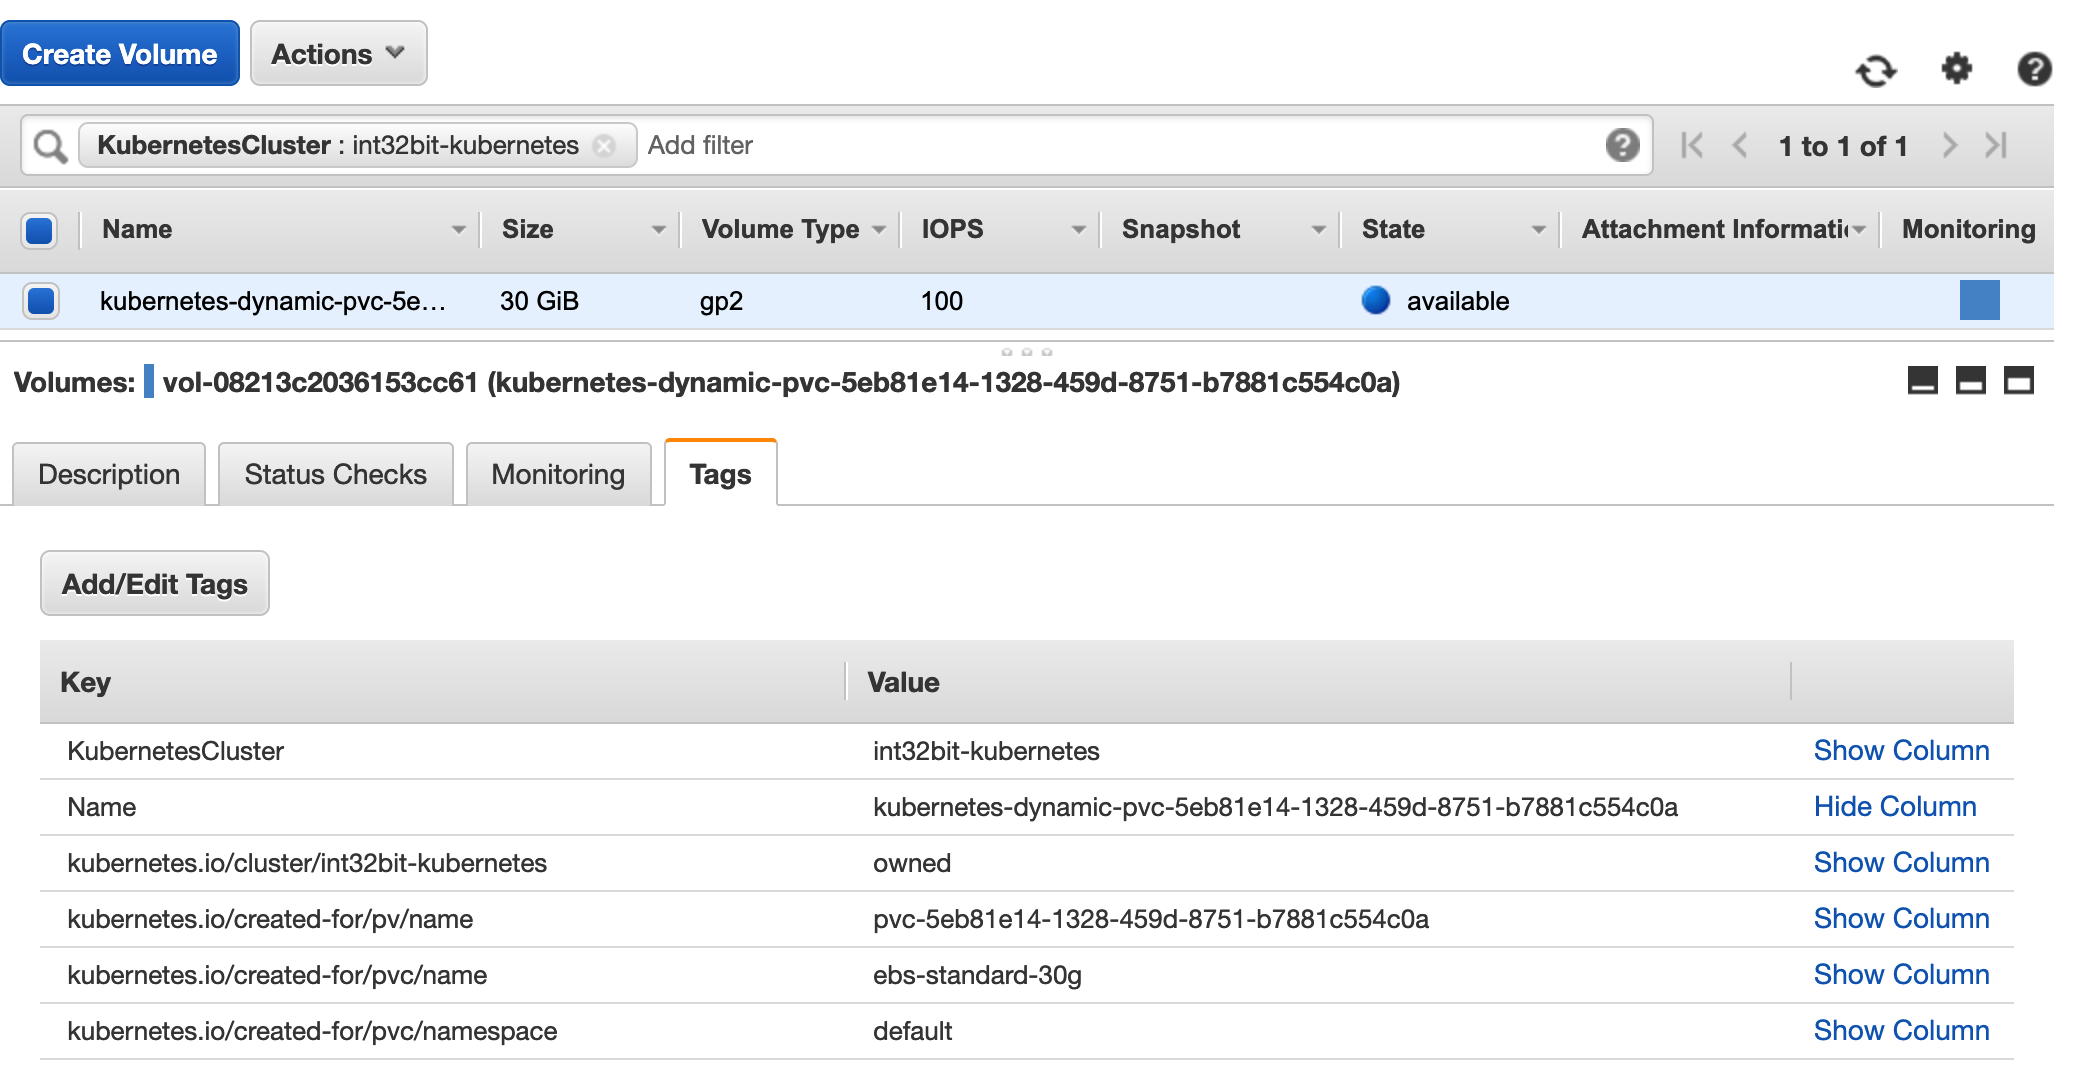 Create Volume Actions
KubernetesCluster : int32bit-kubernetes Add filter 1 to 1 of 1
Name Size Volume Type IOPS Snapshot State Attachment Informati Monitoring
kubernetes-dynamic-pvc-5e... 30 GiB gp2 100 available
Volumes: vol-08213c2036153cc61 (kubernetes-dynamic-pvc-5eb81e14-1328-459d-8751-b7881c554c0a)
Description Status Checks Monitoring Tags
Add/Edit Tags
Key Value
KubernetesCluster int32bit-kubernetes Show Column
Name kubernetes-dynamic-pvc-5eb81e14-1328-459d-8751-b7881c554c0a Hide Column
kubernetes.io/cluster/int32bit-kubernetes owned Show Column
kubernetes.io/created-for/pv/name pvc-5eb81e14-1328-459d-8751-b7881c554c0a Show Column
kubernetes.io/created-for/pvc/name ebs-standard-30g Show Column
kubernetes.io/created-for/pvc/namespace default Show Column